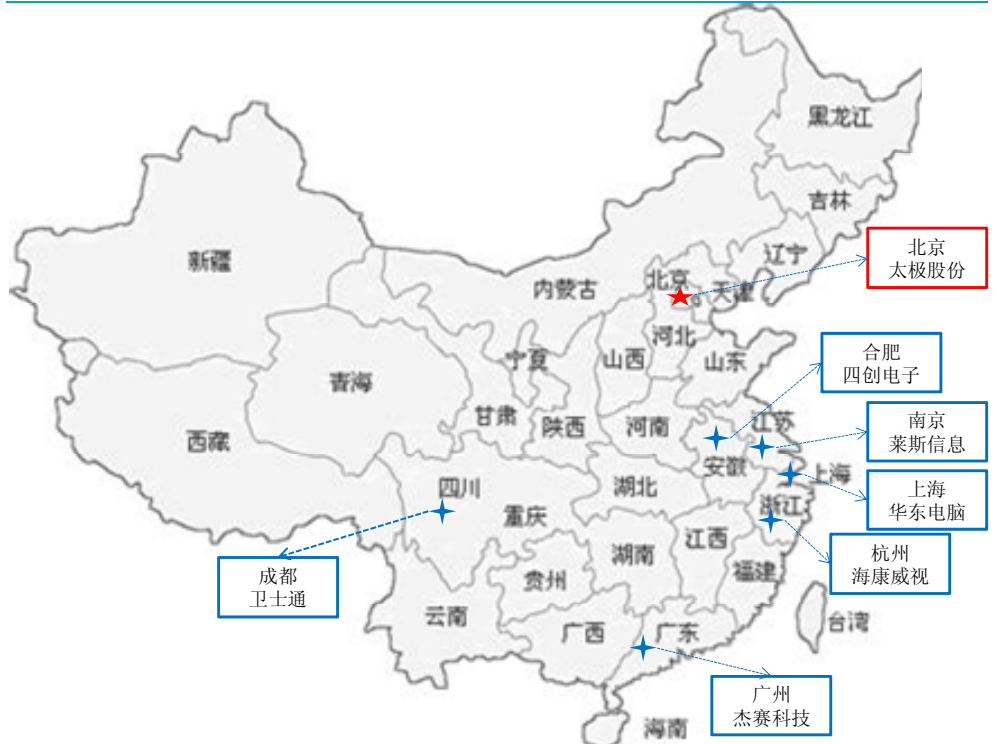 黑龙江
吉林
辽宁
北京
太极股份
新疆
内蒙古
北京
天津
河北
宁夏
山西
山东
合肥
四创电子
青海
甘肃
陕西
河南
江苏
南京
莱斯信息
西藏
安徽
四川
湖北
上海
上海
华东电脑
重庆
浙江
江西
湖南
杭州
海康威视
成都
卫士通
贵州
福建
云南
广西
广东
台湾
广州
杰赛科技
海南